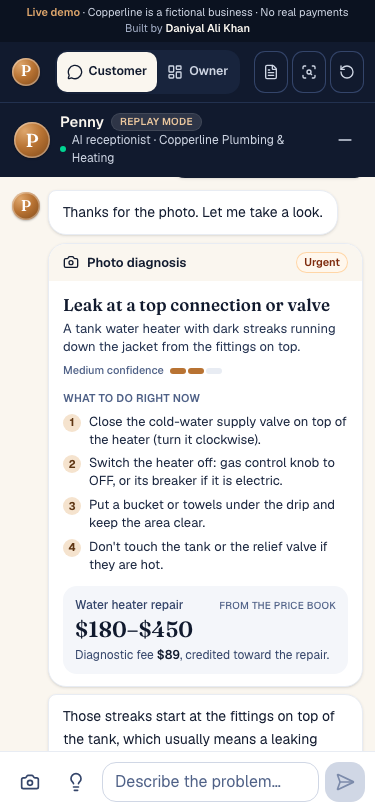 Live demo · Copperline is a fictional business · No real payments
Built by Daniyal Ali Khan
P
Customer
Owner
P
Penny
REPLAY MODE
AI receptionist · Copperline Plumbing &
Heating
P
Thanks for the photo. Let me take a look.
Photo diagnosis
Urgent
Leak at a top connection or valve
A tank water heater with dark streaks running
down the jacket from the fittings on top.
Medium confidence
WHAT TO DO RIGHT NOW
1 Close the cold-water supply valve on top of
the heater (turn it clockwise).
2 Switch the heater off: gas control knob to
OFF, or its breaker if it is electric.
3 Put a bucket or towels under the drip and
keep the area clear.
4 Don't touch the tank or the relief valve if
they are hot.
Water heater repair
FROM THE PRICE BOOK
$180–$450
Diagnostic fee $89, credited toward the repair.
Those streaks start at the fittings on top of
the tank, which usually means a leaking
Describe the problem...